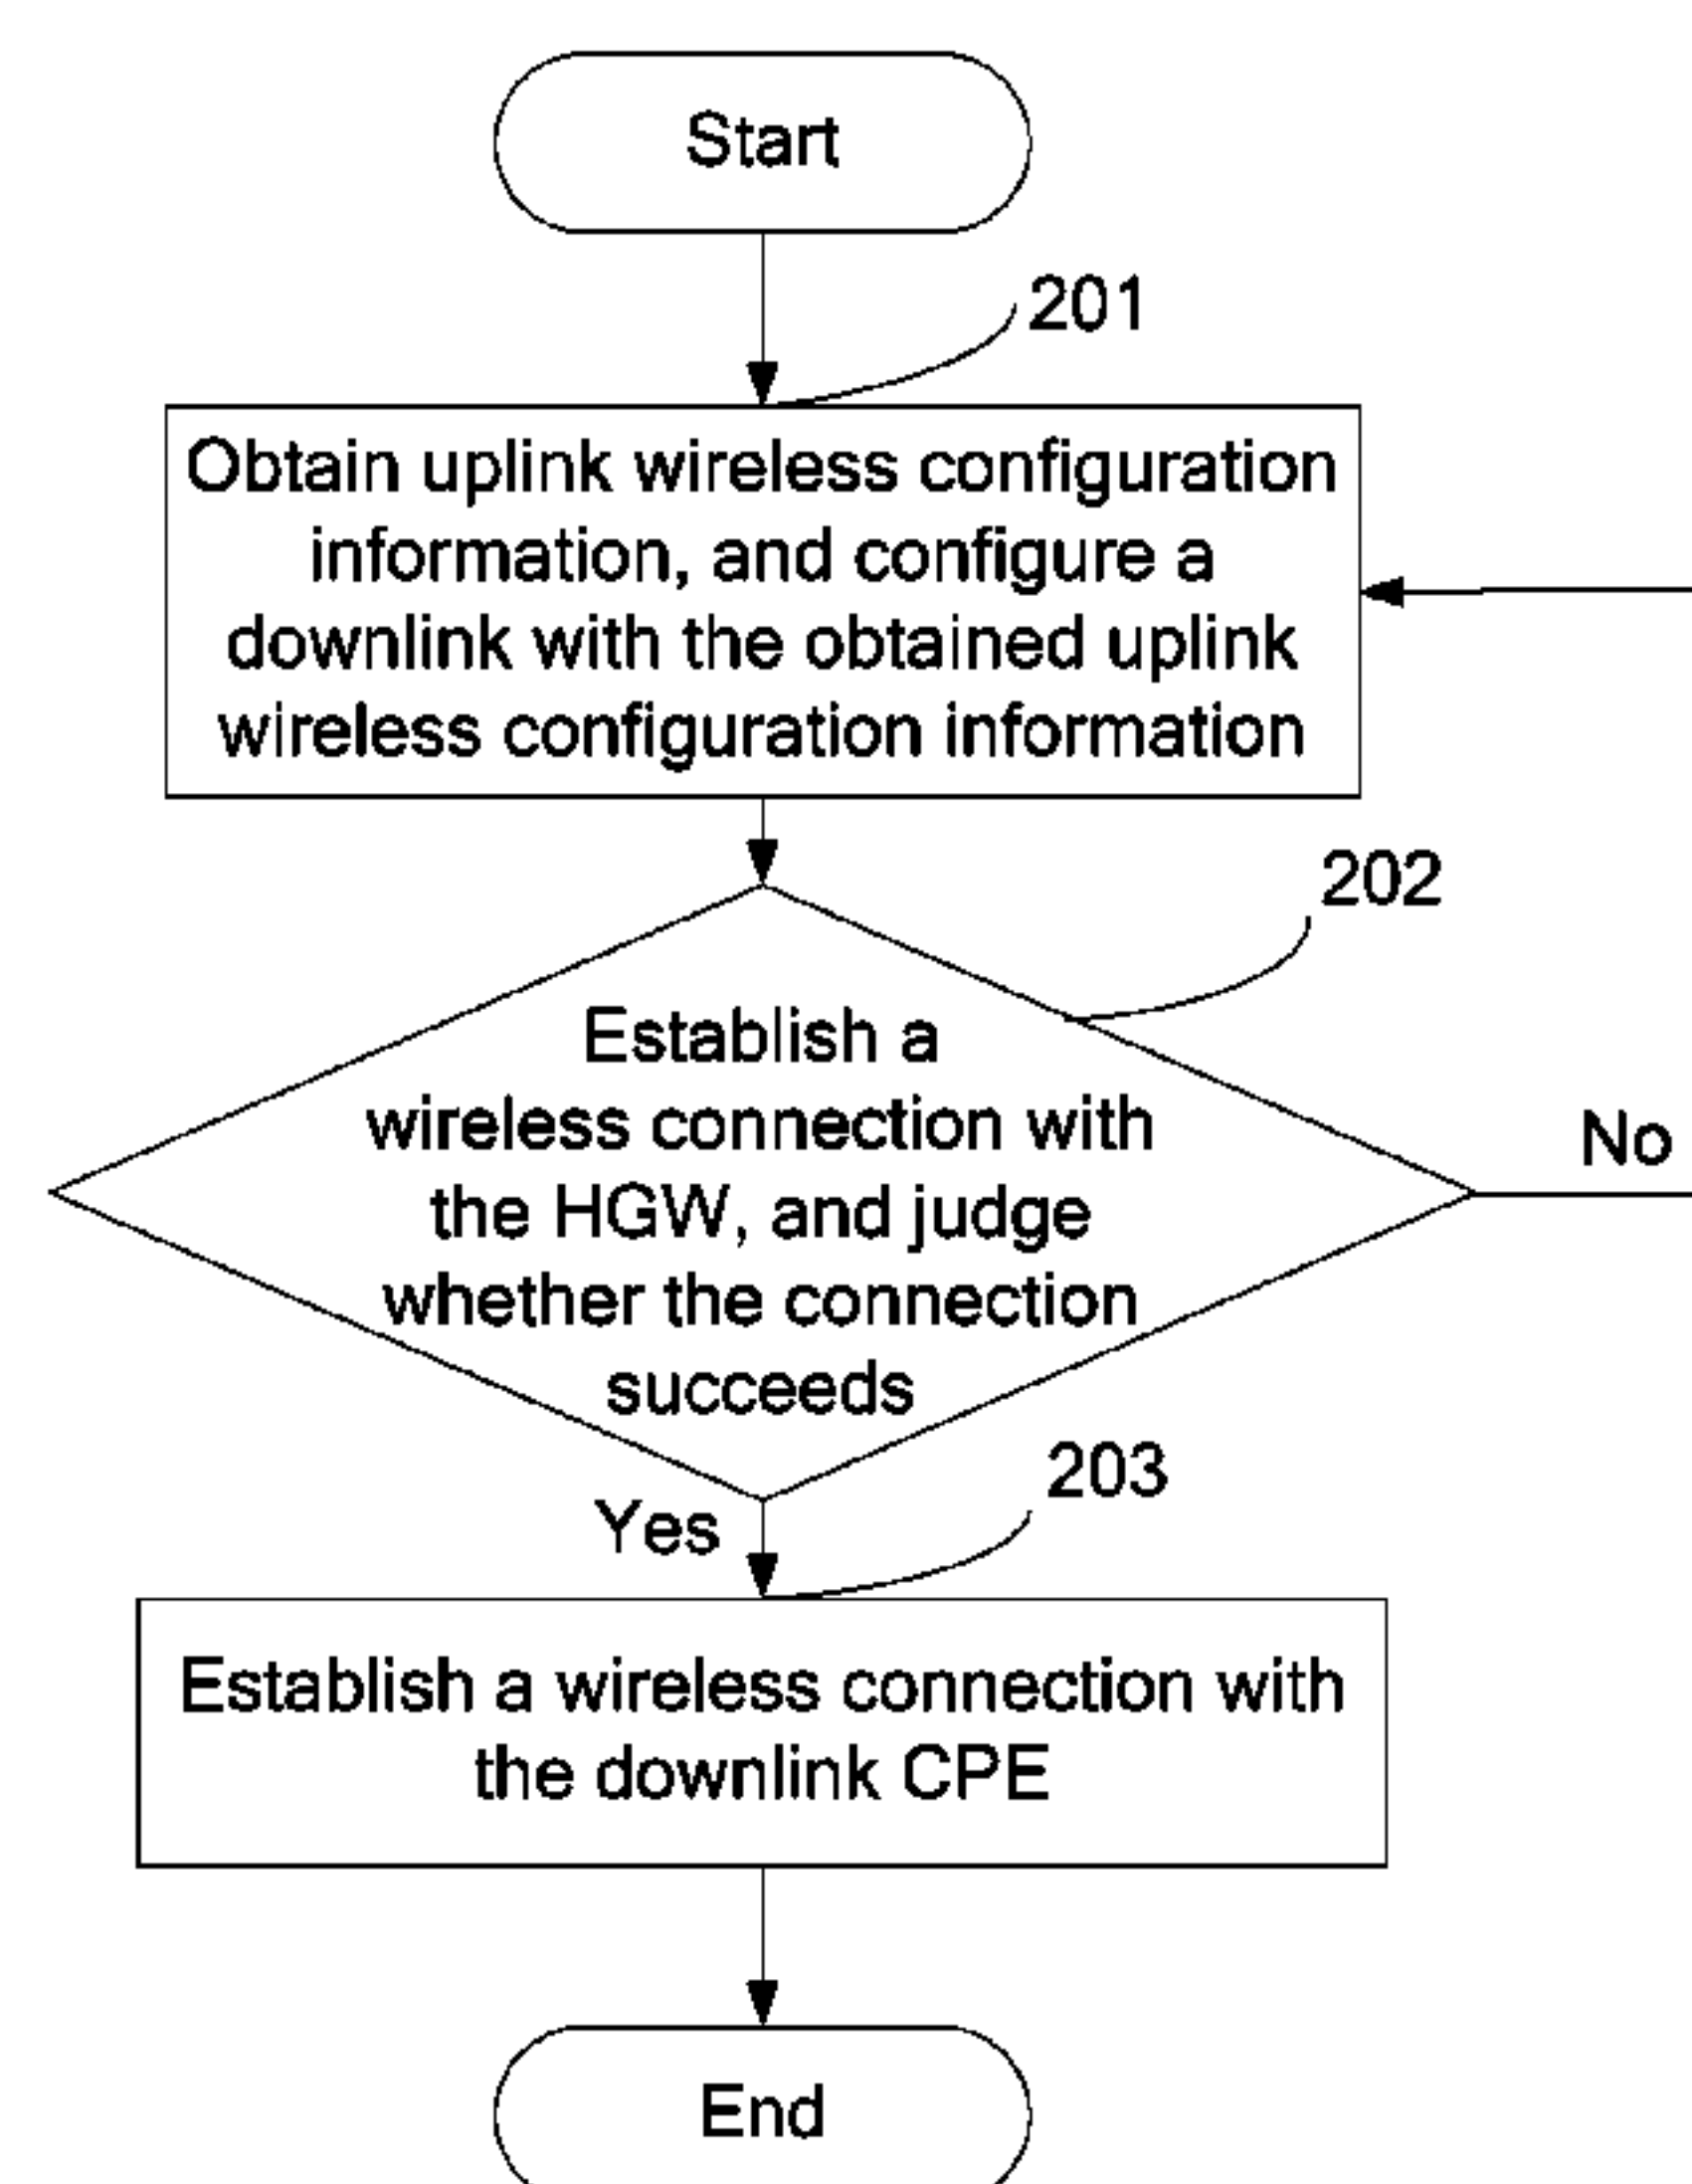 Start
201
Obtain uplink wireless configuration
information, and configure a
downlink with the obtained uplink
wireless configuration information
202
Establish a
wireless connection with
the HGW, and judge
whether the connection
succeeds
No
203
Yes
Establish a wireless connection with
the downlink CPE
End